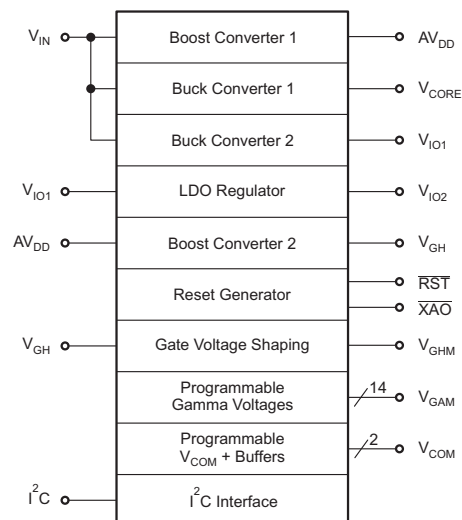 V_IN Boost Converter 1 AV_DD
Buck Converter 1 V_CORE
Buck Converter 2 V_IO1
V_IO1 LDO Regulator V_IO2
AV_DD Boost Converter 2 V_GH
Reset Generator
RST
XAO
V_GH Gate Voltage Shaping V_GHM
Programmable
Gamma Voltages 14 V_GAM
Programmable
V_COM + Buffers 2 V_COM
I²C I²C Interface